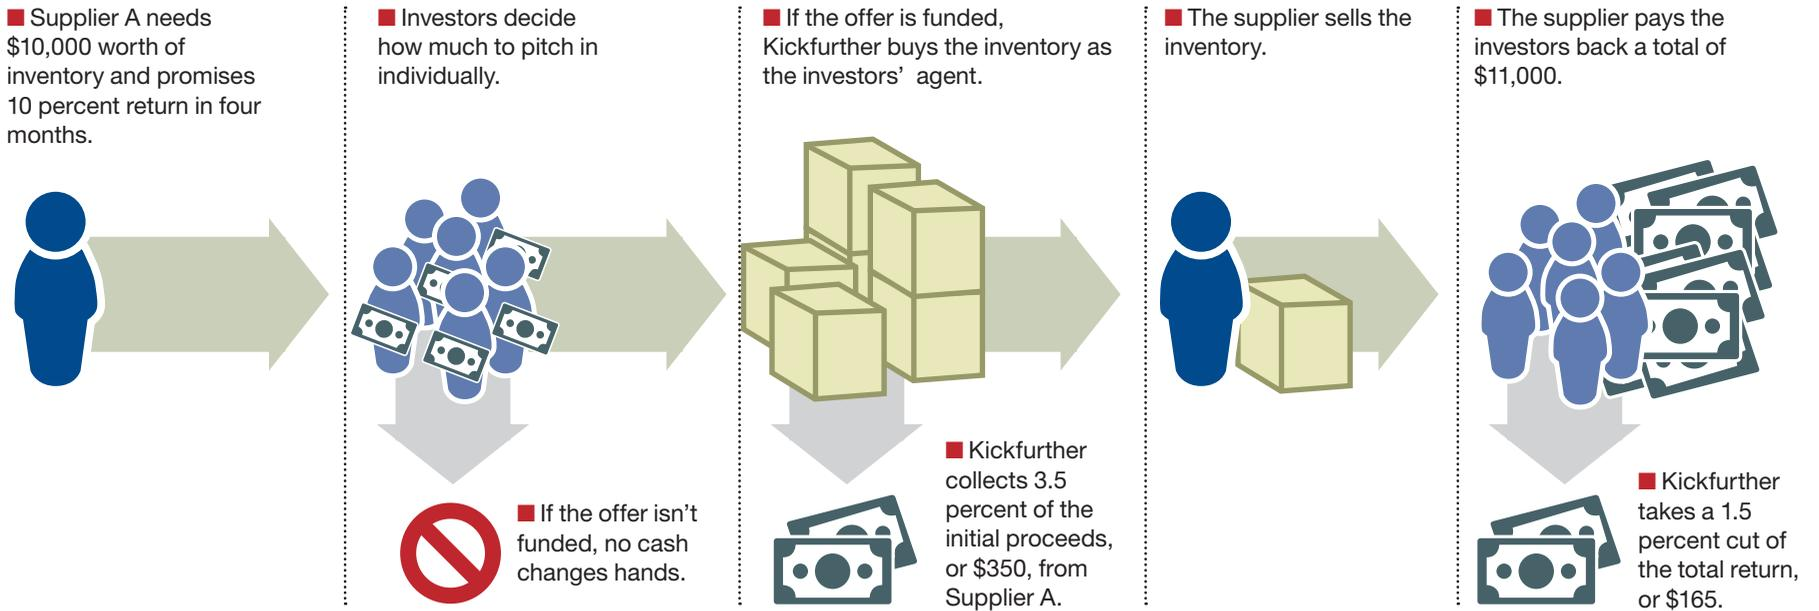 ■ Supplier A needs
$10,000 worth of
inventory and promises
10 percent return in four
months.
■ Investors decide
how much to pitch in
individually.
■ If the offer isn’t
funded, no cash
changes hands.
■ If the offer is funded,
Kickfurther buys the inventory as
the investors’ agent.
■ Kickfurther
collects 3.5
percent of the
initial proceeds,
or $350, from
Supplier A.
■ The supplier sells the
inventory.
■ The supplier pays the
investors back a total of
$11,000.
■ Kickfurther
takes a 1.5
percent cut of
the total return,
or $165.